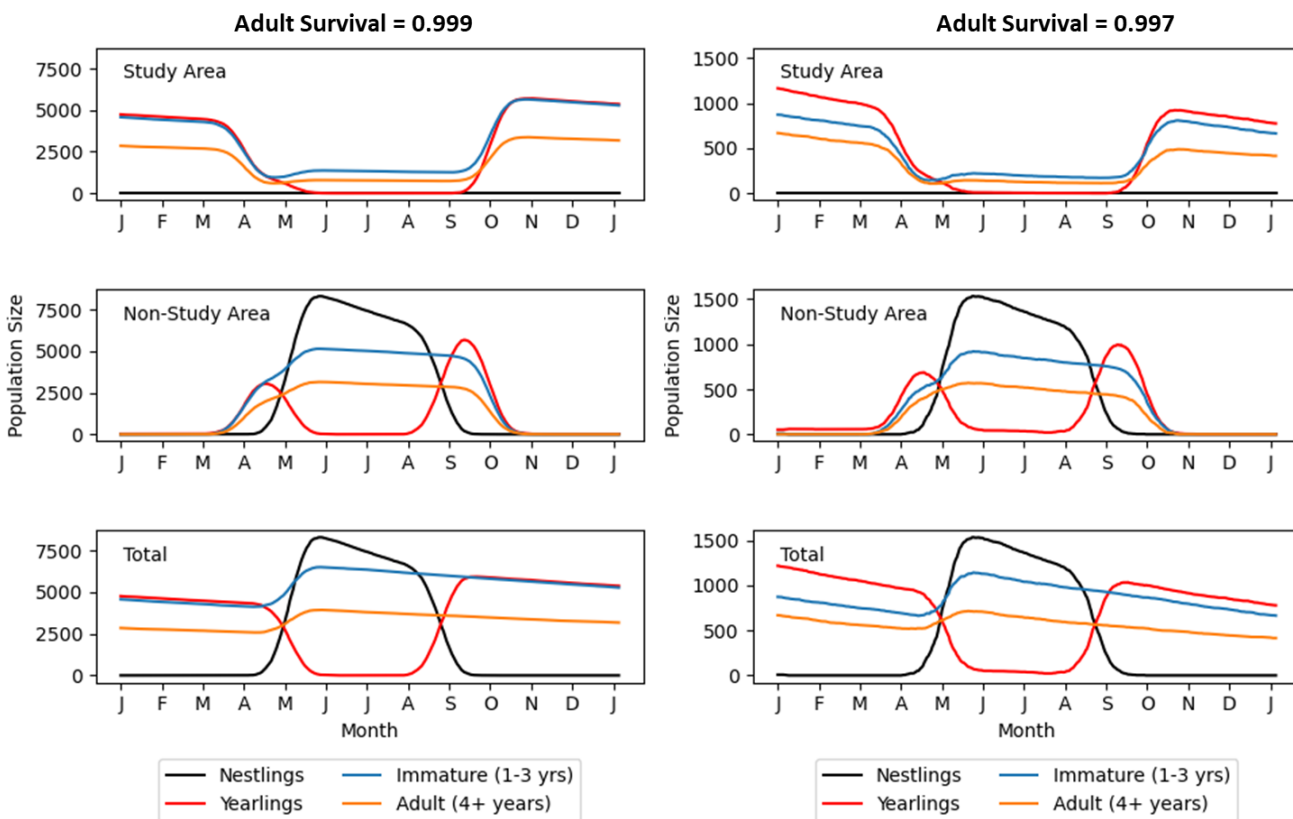 Adult Survival = 0.999
7500
5000
2500
0
Study Area
J F M A M J J A S O N D J
Population Size
7500
5000
2500
0
Non-Study Area
J F M A M J J A S O N D J
7500
5000
2500
0
Total
J F M A M J J A S O N D J
Month
Nestlings Immature (1-3 yrs)
Yearlings Adult (4+ years)
Adult Survival = 0.997
1500
1000
500
0
Study Area
J F M A M J J A S O N D J
Population Size
1500
1000
500
0
Non-Study Area
J F M A M J J A S O N D J
1500
1000
500
0
Total
J F M A M J J A S O N D J
Month
Nestlings Immature (1-3 yrs)
Yearlings Adult (4+ years)